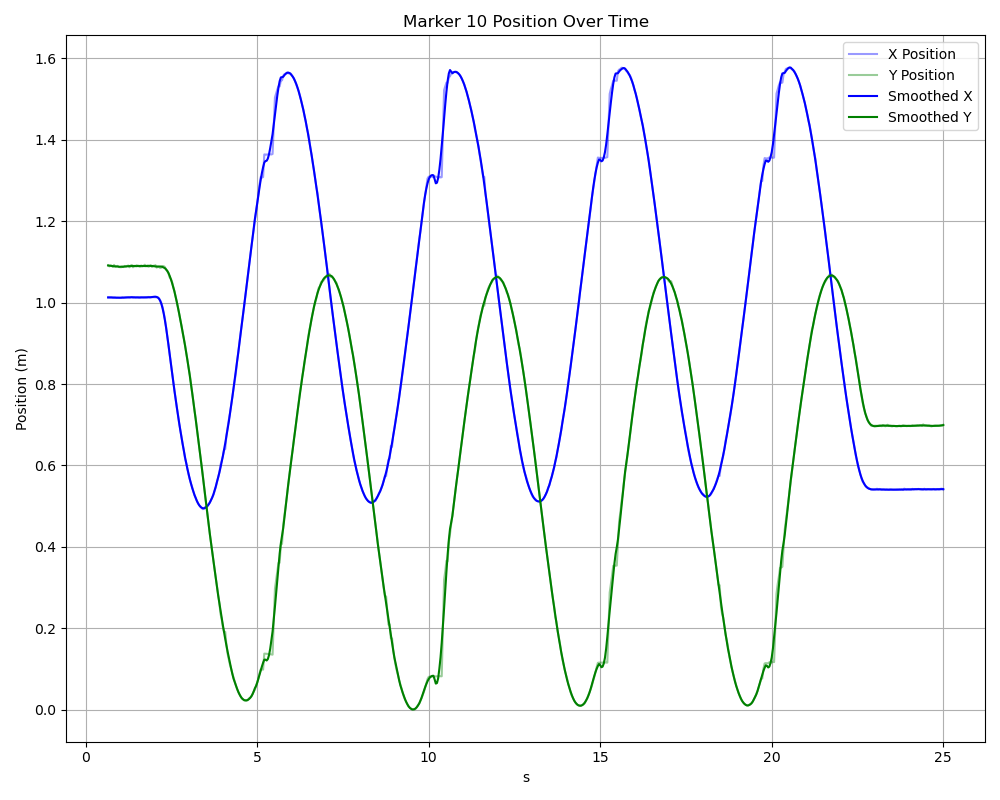 Marker 10 Position Over Time
X Position
Y Position
Smoothed X
Smoothed Y
Position (m)
1.6
1.4
1.2
1.0
0.8
0.6
0.4
0.2
0.0
0 5 10 15 20 25
s